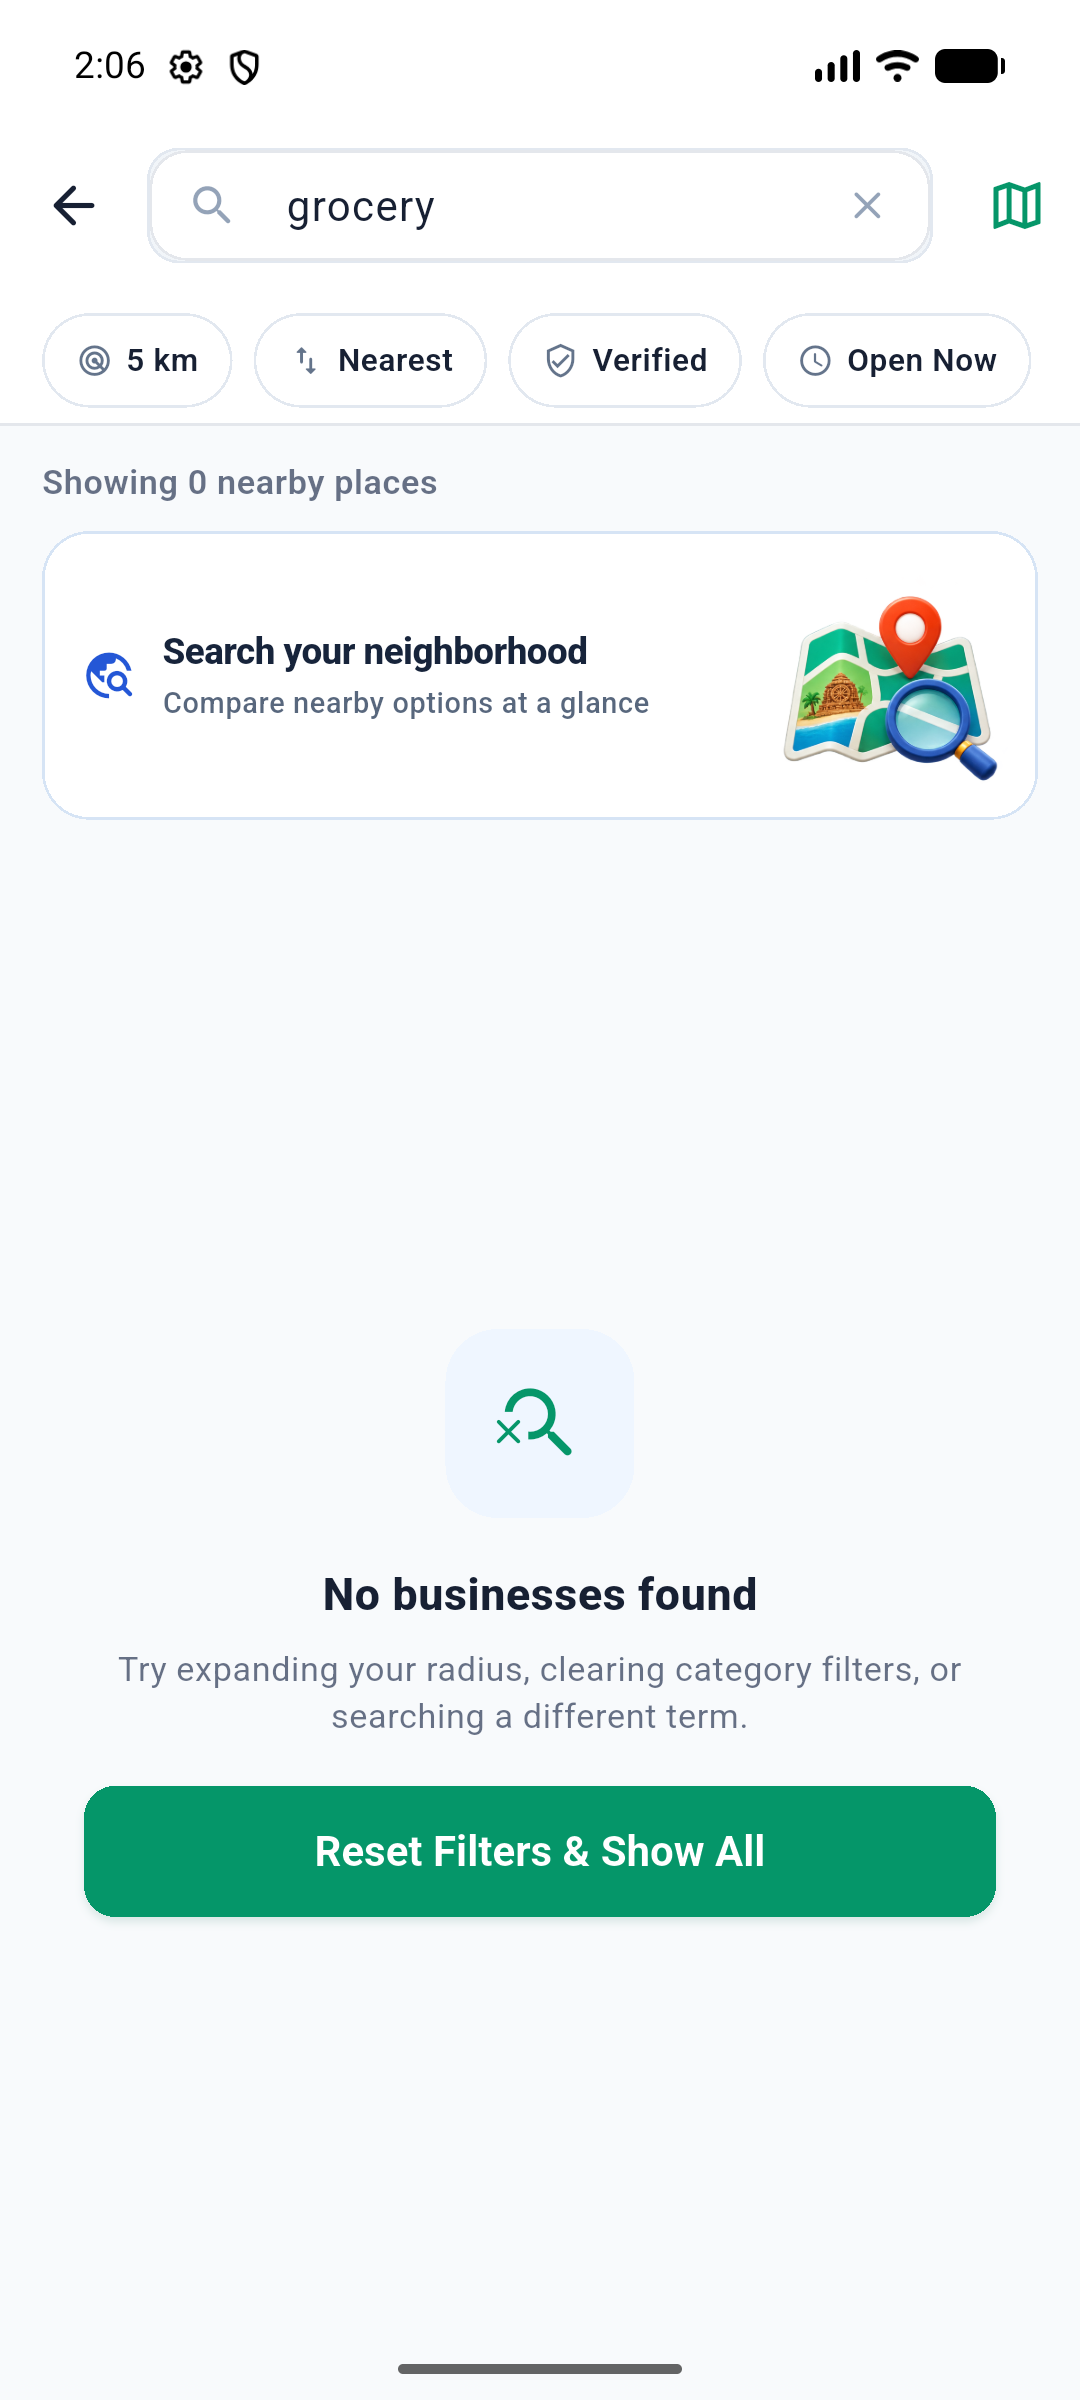 2:06
grocery
5 km
Nearest
Verified
Open Now
Showing 0 nearby places
Search your neighborhood
Compare nearby options at a glance
No businesses found
Try expanding your radius, clearing category filters, or
searching a different term.
Reset Filters & Show All